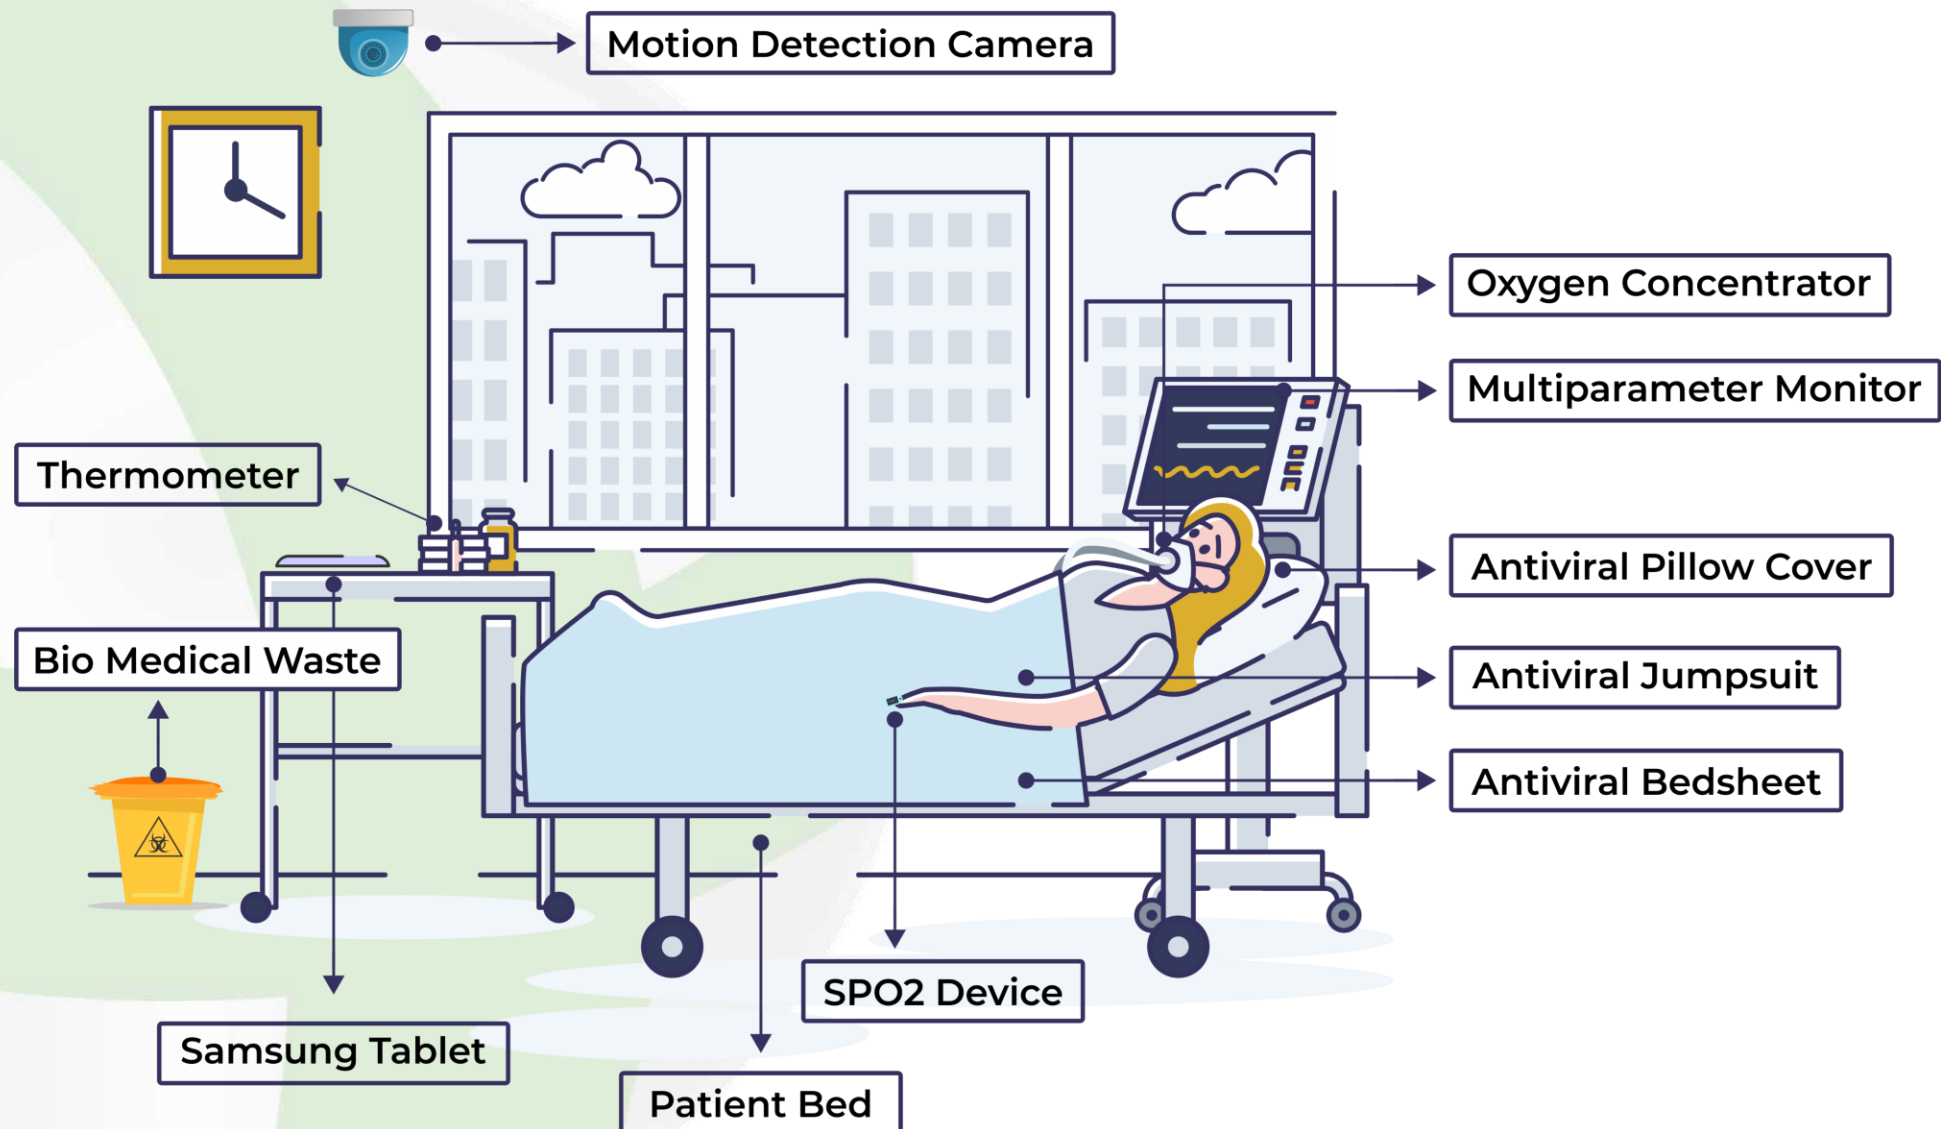 Motion Detection Camera
Oxygen Concentrator
Multiparameter Monitor
Thermometer
Antiviral Pillow Cover
Bio Medical Waste
Antiviral Jumpsuit
Antiviral Bedsheet
SPO2 Device
Samsung Tablet
Patient Bed